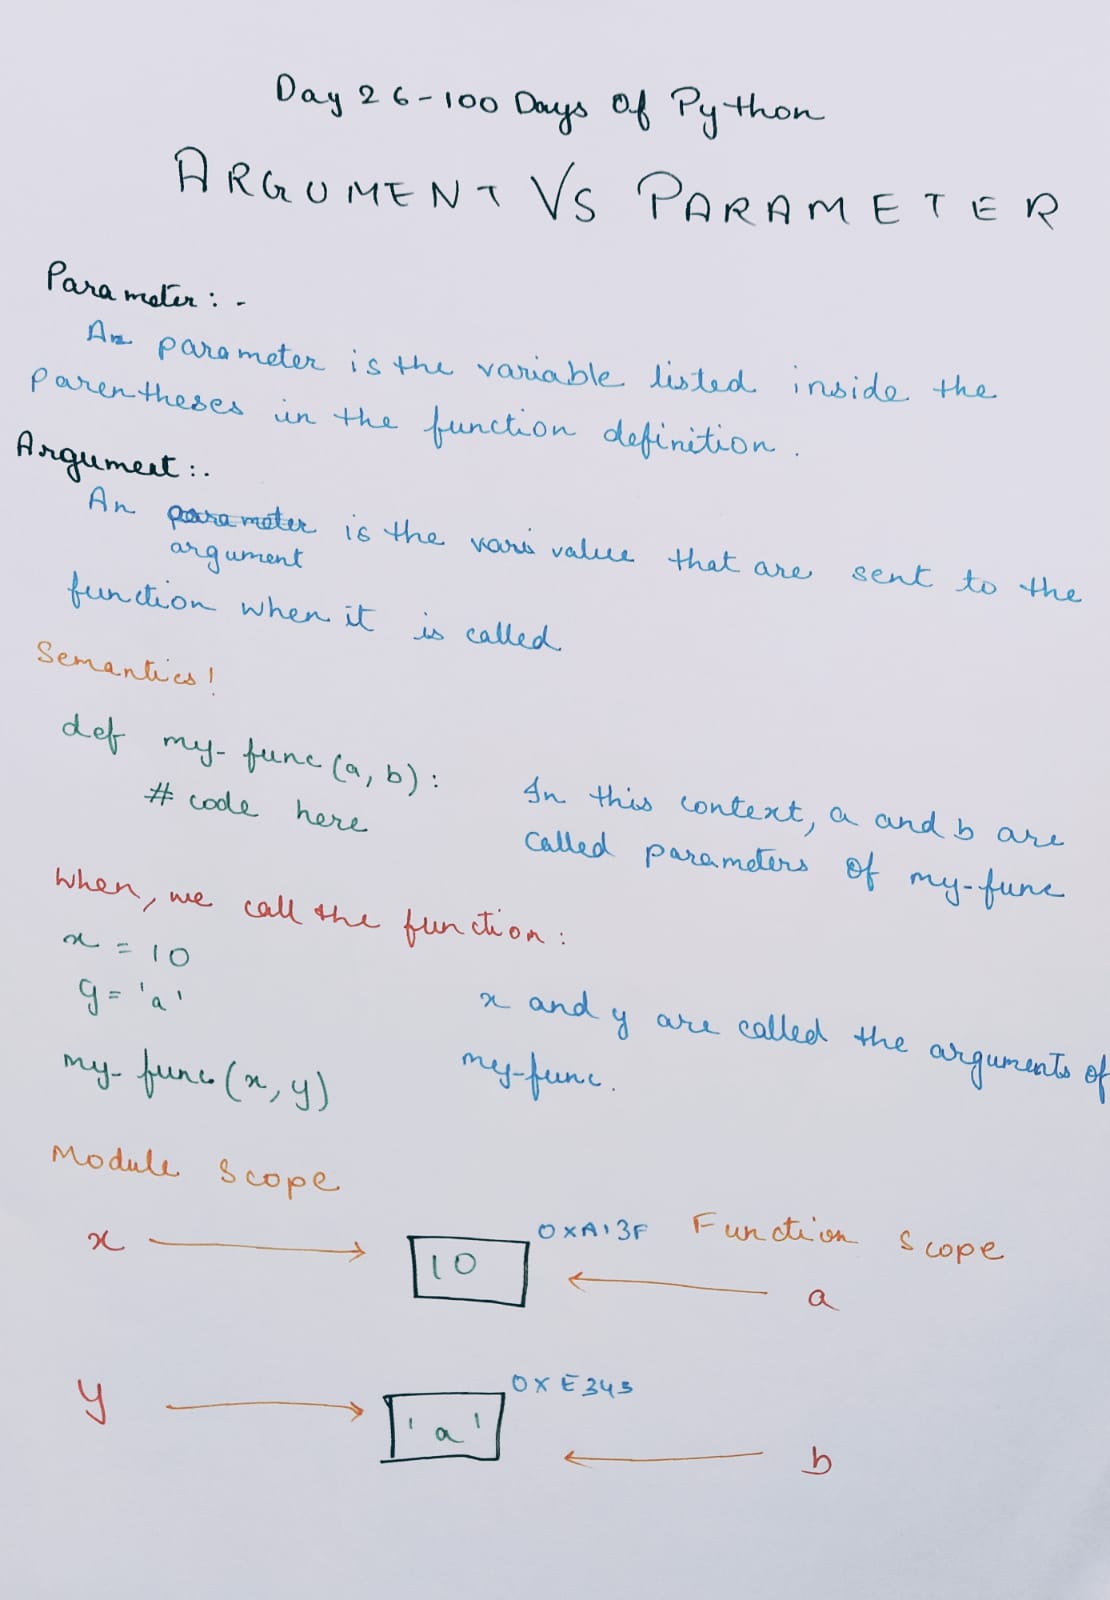 Day 26-100 Days Of Python
ARGUMENT VS PARAMETER
Parameter:-
An parameter is the variable listed inside the
parentheses in the function definition.
Argument:.
An parameter is the vari value that are sent to the
argument
function when it is called
Semantics!
def my-func(a, b):
# code here
In this context, a and b are
called parameters of my-func
When, we call the function:
x = 10
y = 'a'
my-func(x, y)
x and y are called the arguments of
my-func.
Module Scope
Function Scope
x
10
0XA13F
a
y
'a'
0XE345
b